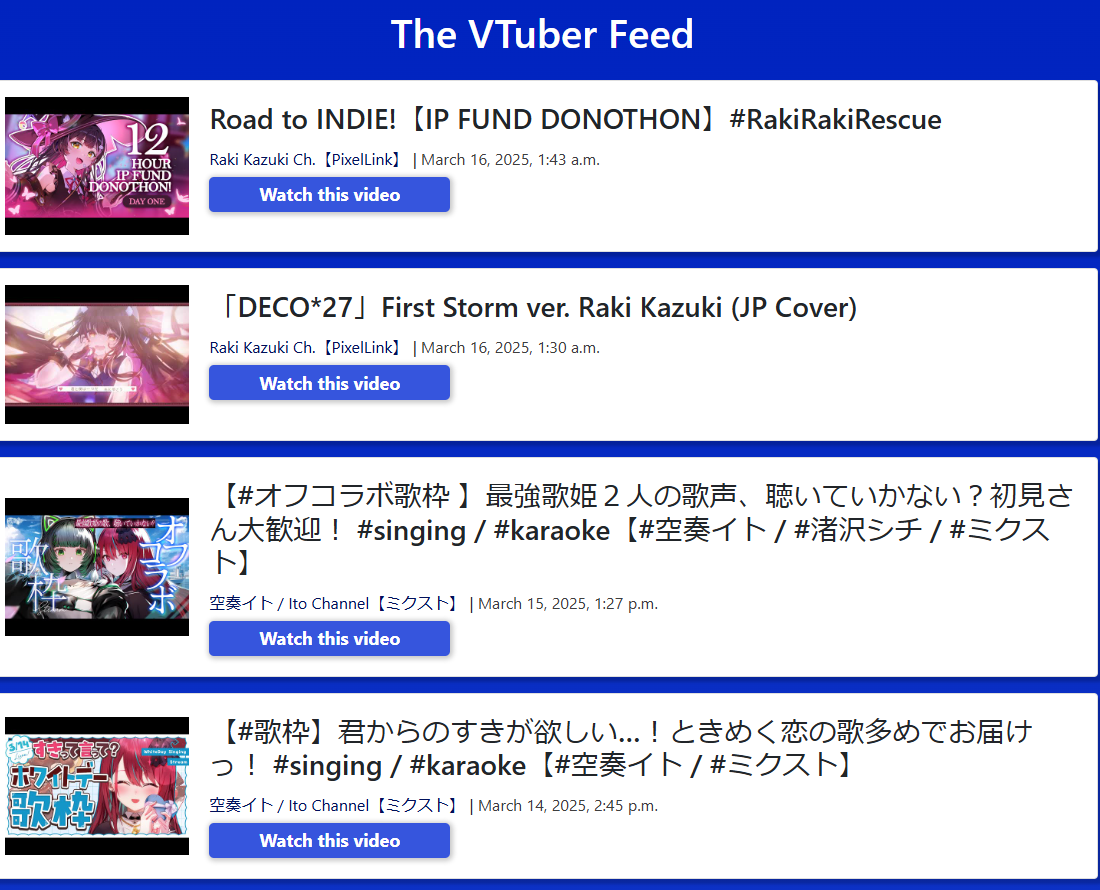 The VTuber Feed
12
HOUR
IP FUND
DONOTHON!
DAY ONE
Road to INDIE!【IP FUND DONOTHON】#RakiRakiRescue
Raki Kazuki Ch.【PixelLink】 | March 16, 2025, 1:43 a.m.
Watch this video
「DECO*27」First Storm ver. Raki Kazuki (JP Cover)
Raki Kazuki Ch.【PixelLink】 | March 16, 2025, 1:30 a.m.
Watch this video
オフコラボ
歌枠
【#オフコラボ歌枠 】最強歌姫２人の歌声、聴いていかない？初見さ
ん大歓迎！ #singing / #karaoke【#空奏イト / #渚沢シチ / #ミクス
ト】
空奏イト / Ito Channel【ミクスト】 | March 15, 2025, 1:27 p.m.
Watch this video
3/14
すきって言って?
WhiteDay Singing
Stream
ホワイトデー
歌枠
【#歌枠】君からのすきが欲しい...！ときめく恋の歌多めでお届け
っ！ #singing / #karaoke【#空奏イト / #ミクスト】
空奏イト / Ito Channel【ミクスト】 | March 14, 2025, 2:45 p.m.
Watch this video